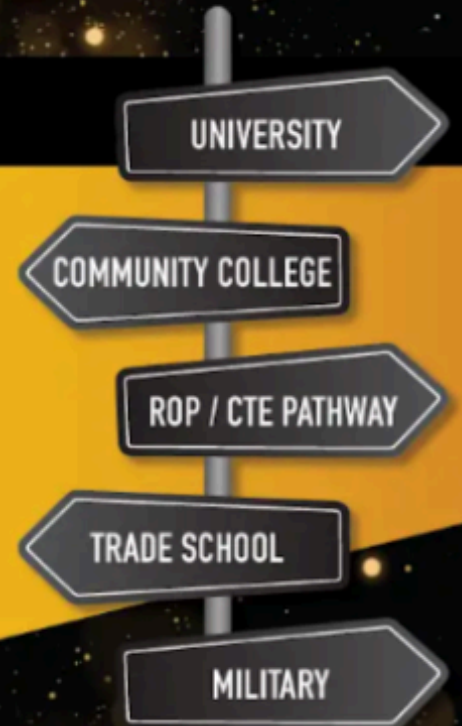 UNIVERSITY
COMMUNITY COLLEGE
ROP / CTE PATHWAY
TRADE SCHOOL
MILITARY